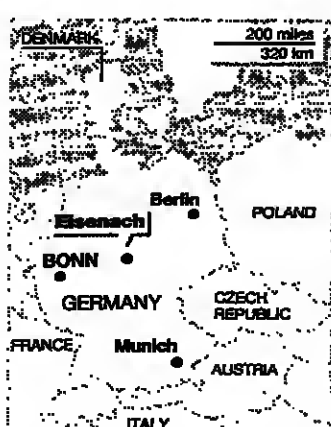 DENMARK
200 miles
320 km
Berlin
Eisenach
POLAND
BONN
GERMANY
CZECH
REPUBLIC
FRANCE
Munich
AUSTRIA
ITALY